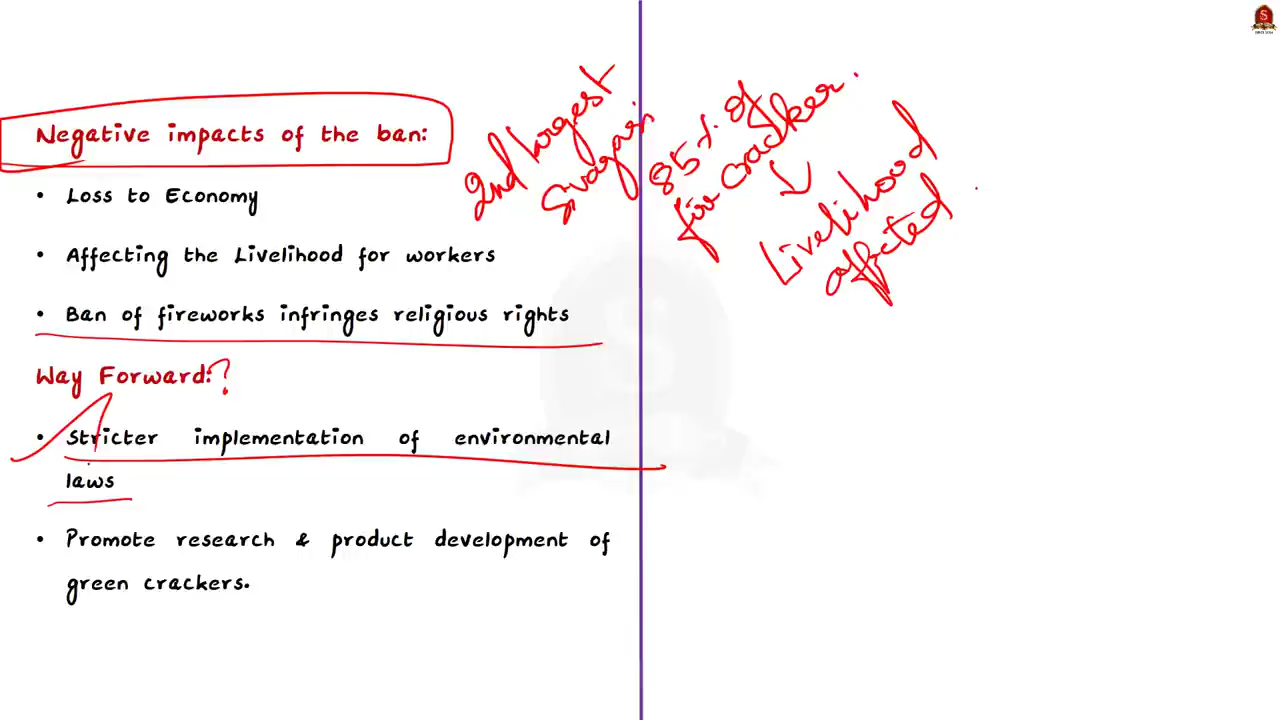 Negative impacts of the ban:
• Loss to Economy
• Affecting the Livelihood for workers
• Ban of fireworks infringes religious rights
Way Forward:?
• Stricter implementation of environmental
laws
• Promote research & product development of
green crackers.
2nd largest
85% of
fire cracker
Livelihood
affected
S